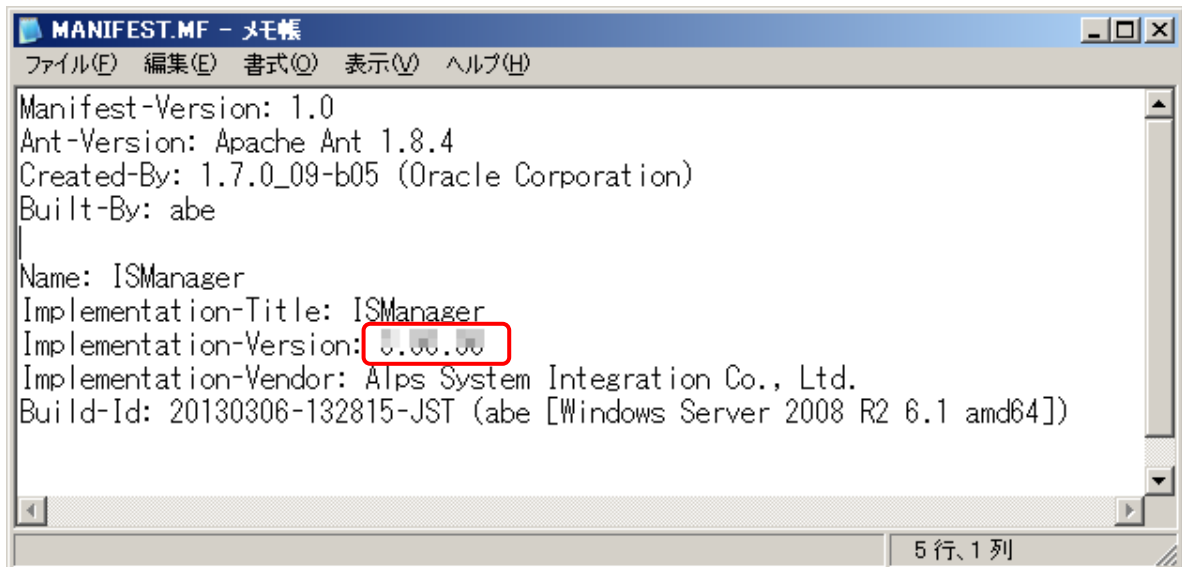 MANIFEST.MF - メモ帳
ファイル(F) 編集(E) 書式(O) 表示(V) ヘルプ(H)
Manifest-Version: 1.0
Ant-Version: Apache Ant 1.8.4
Created-By: 1.7.0_09-b05 (Oracle Corporation)
Built-By: abe
Name: ISManager
Implementation-Title: ISManager
Implementation-Version:
Implementation-Vendor: Alps System Integration Co., Ltd.
Build-Id: 20130306-132815-JST (abe [Windows Server 2008 R2 6.1 amd64])
5 行、1 列